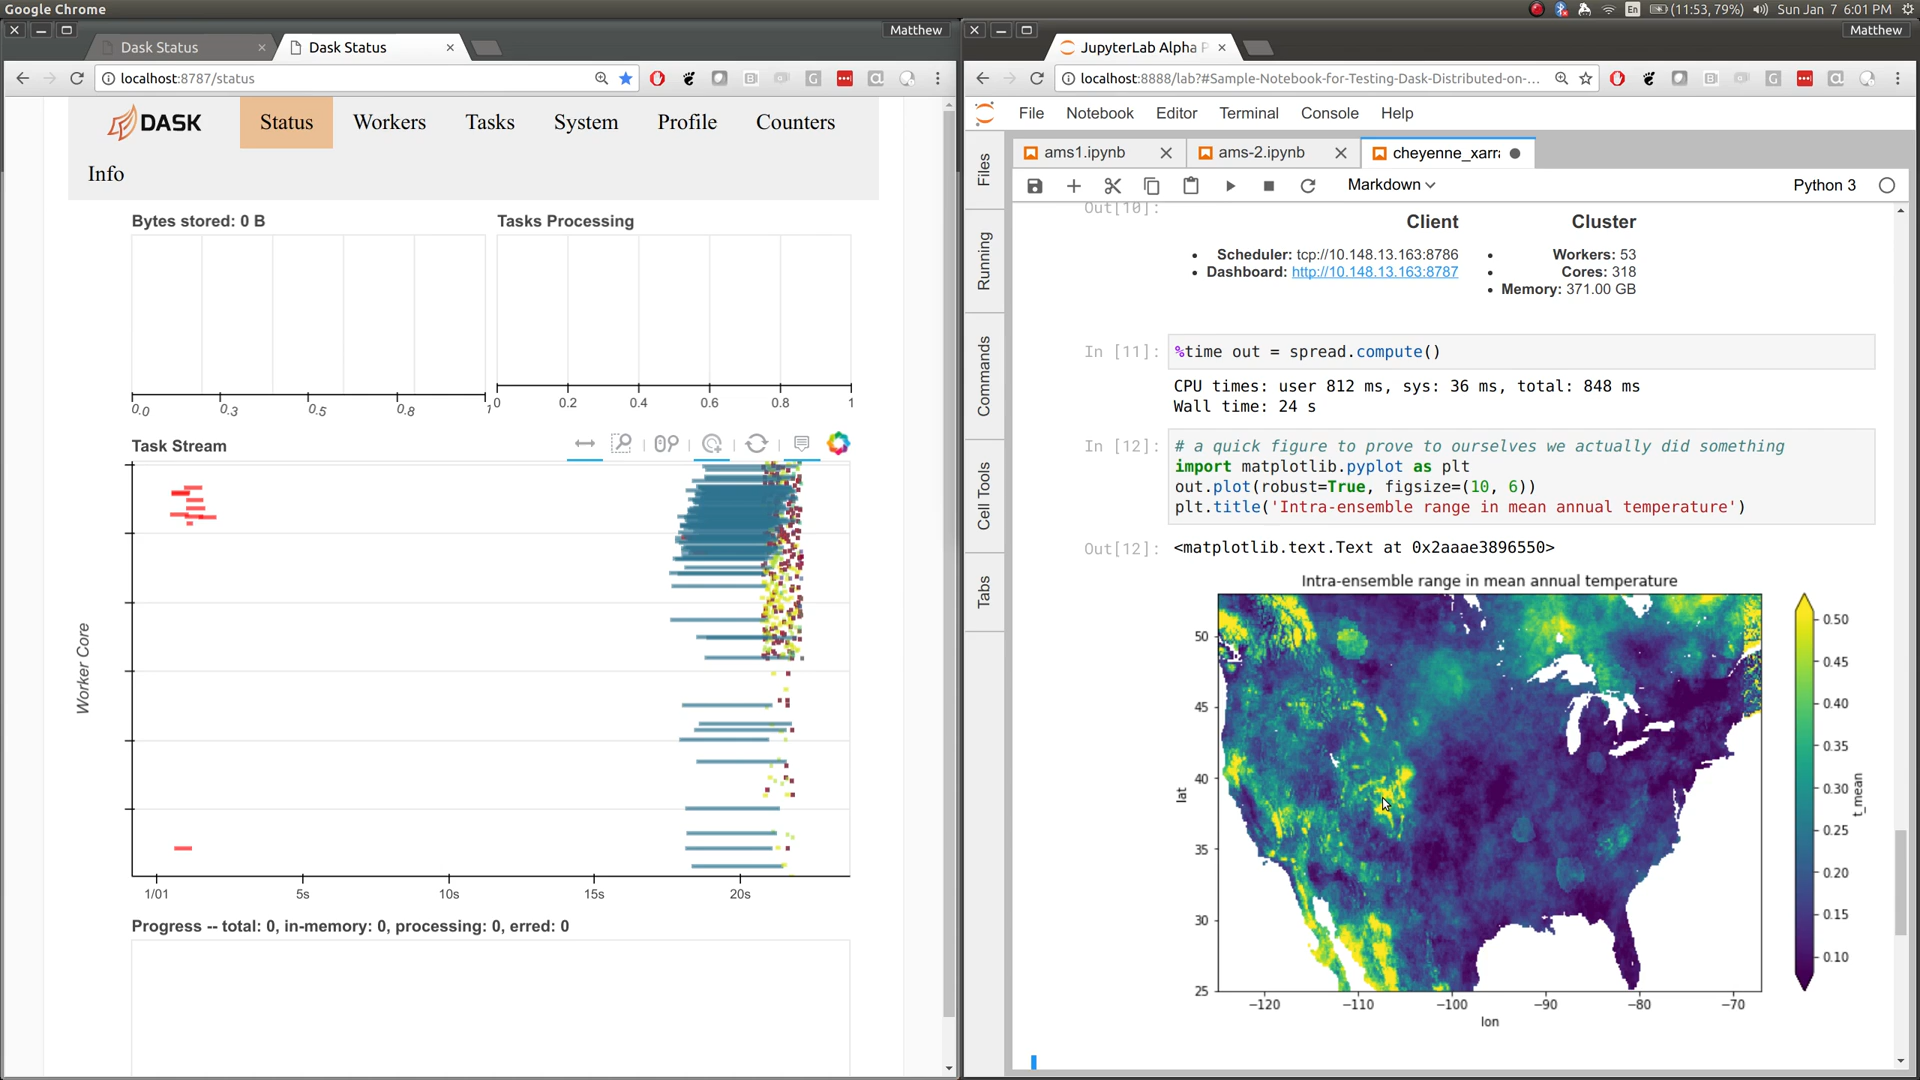 Google Chrome
En
(11:53, 79%)
Sun Jan 7 6:01 PM
Dask Status
Dask Status
Matthew
localhost:8787/status
DASK
Status
Workers
Tasks
System
Profile
Counters
Info
Bytes stored: 0 B
0.0
0.3
0.5
0.8
1
Tasks Processing
0
0.2
0.4
0.6
0.8
1
Task Stream
Worker Core
1/01
5s
10s
15s
20s
Progress -- total: 0, in-memory: 0, processing: 0, erred: 0
JupyterLab Alpha P
Matthew
localhost:8888/lab?#Sample-Notebook-for-Testing-Dask-Distributed-on-...
File
Notebook
Editor
Terminal
Console
Help
Files
Running
Commands
Cell Tools
Tabs
ams1.ipynb
ams-2.ipynb
cheyenne_xarra
Markdown
Python 3
Out[10]:
Client
Scheduler: tcp://10.148.13.163:8786
Dashboard: http://10.148.13.163:8787
Cluster
Workers: 53
Cores: 318
Memory: 371.00 GB
In [11]:
%time out = spread.compute()
CPU times: user 812 ms, sys: 36 ms, total: 848 ms
Wall time: 24 s
In [12]:
# a quick figure to prove to ourselves we actually did something
import matplotlib.pyplot as plt
out.plot(robust=True, figsize=(10, 6))
plt.title('Intra-ensemble range in mean annual temperature')
Out[12]:
<matplotlib.text.Text at 0x2aaae3896550>
Intra-ensemble range in mean annual temperature
50
45
40
35
30
25
lat
−120
−110
−100
−90
−80
−70
lon
0.50
0.45
0.40
0.35
0.30
0.25
0.20
0.15
0.10
t_mean